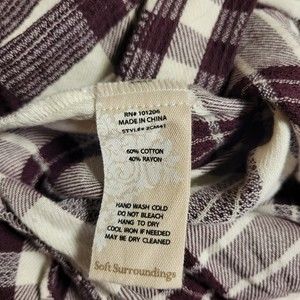 RN# 101206
MADE IN CHINA
STYLE# 2CM41
60% COTTON
40% RAYON
HAND WASH COLD
DO NOT BLEACH
HANG TO DRY
COOL IRON IF NEEDED
MAY BE DRY CLEANED
Soft Surroundings